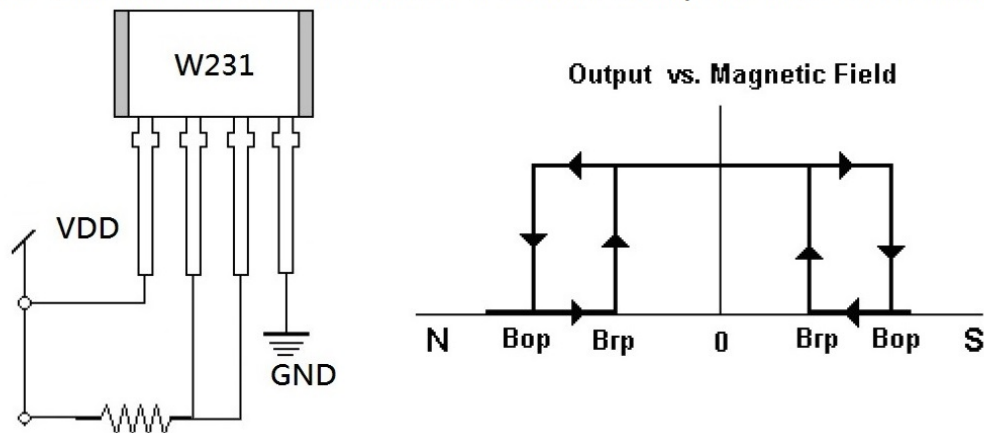 W231
VDD
GND
Output vs. Magnetic Field
N Bop Brp 0 Brp Bop S